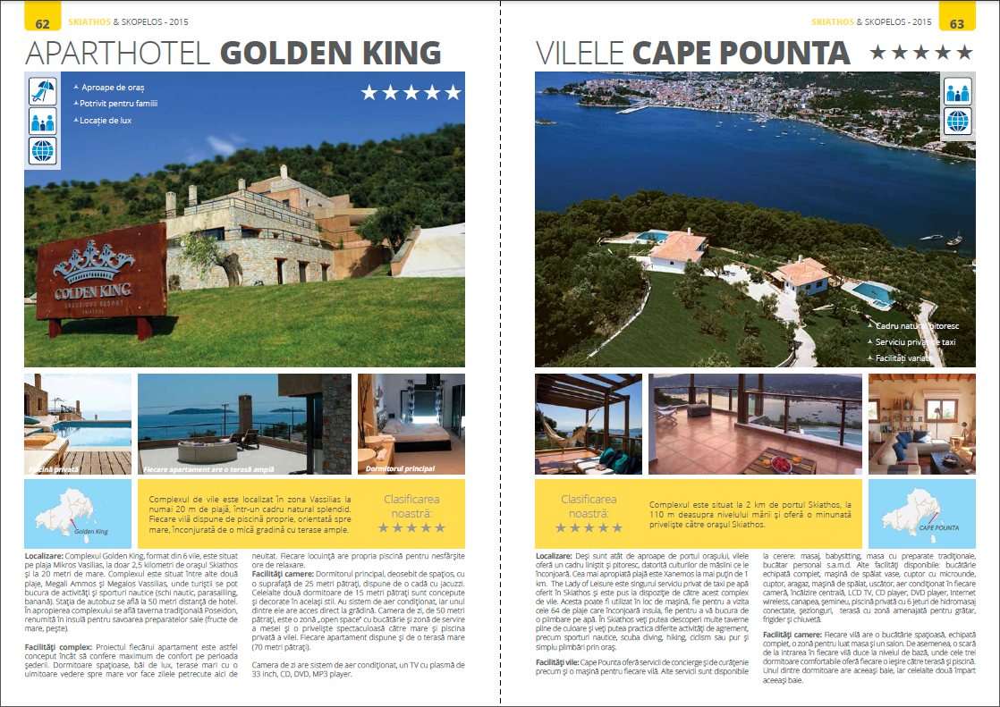 62
SKIATHOS & SKOPELOS - 2015
APARTHOTEL GOLDEN KING
Aproape de oraș
Potrivit pentru familii
Locație de lux
GOLDEN KING
LUXURIOUS RESORT
SKIATHOS
Piscină privată
Fiecare apartament are o terasă amplă
Dormitorul principal
Golden King
Complexul de vile este localizat în zona Vassilias la
numai 20 m de plajă, într-un cadru natural splendid.
Fiecare vilă dispune de piscină proprie, orientată spre
mare, înconjurată de o mică gradină cu terase ample.
Clasificarea
noastră:
Localizare: Complexul Golden King, format din 6 vile, este situat
pe plaja Mikros Vasilias, la doar 2,5 kilometri de orașul Skiathos
și la 20 metri de mare. Complexul este situat între alte două
plaje, Megali Ammos și Megalos Vassilias, unde turiștii se pot
bucura de activități și sporturi nautice (schi nautic, parasailling,
banană). Stația de autobuz se află la 50 metri distanță de hotel.
În apropierea complexului se află taverna tradițională Poseidon,
renumită în insulă pentru savoarea preparatelor sale (fructe de
mare, pește).
Facilități complex: Proiectul fiecărui apartament este astfel
conceput încât să confere maximum de confort pe perioada
șederii. Dormitoare spațioase, băi de lux, terase mari cu o
uimitoare vedere spre mare vor face zilele petrecute aici de
neuitat. Fiecare locuință are propria piscină pentru nesfârșite
ore de relaxare.
Facilități camere: Dormitorul principal, deosebit de spațios, cu
o suprafață de 25 metri pătrați, dispune de o cadă cu jacuzzi.
Celelalte două dormitoare de 15 metri pătrați sunt concepute
și decorate în același stil. Au sistem de aer condiționat, iar unul
dintre ele are acces direct la grădină. Camera de zi, de 50 metri
pătrați, este o zonă „open space” cu bucătărie și zonă de servire
a mesei și o priveliște spectaculoasă către mare și piscina
privată a vilei. Fiecare apartament dispune și de o terasă mare
(70 metri pătrați).
Camera de zi are sistem de aer condiționat, un TV cu plasmă de
33 inch, CD, DVD, MP3 player.
SKIATHOS & SKOPELOS - 2015
63
VILELE CAPE POUNTA
Cadru natural pitoresc
Serviciu privat de taxi
Facilități variate
Clasificarea
noastră:
Complexul este situat la 2 km de portul Skiathos, la
110 m deasupra nivelului mării și oferă o minunată
priveliște către orașul Skiathos.
CAPE POUNTA
Localizare: Deși sunt atât de aproape de portul orașului, vilele
oferă un cadru liniștit și pitoresc, datorită culturilor de măslini ce le
înconjoară. Cea mai apropiată plajă este Xanemos la mai puțin de 1
km. The Lady of Leisure este singurul serviciu privat de taxi pe apă
oferit în Skiathos și este pus la dispoziție de către acest complex
de vile. Acesta poate fi utilizat în loc de mașină, fie pentru a vizita
cele 64 de plaje care înconjoară insula, fie pentru a vă bucura de
o plimbare pe apă. În Skiathos veți putea descoperi multe taverne
pline de culoare și veți putea practica diferite activități de agrement,
precum sporturi nautice, scuba diving, hiking, ciclism sau pur și
simplu plimbări prin oraș.
Facilități vile: Cape Pounta oferă servicii de concierge și de curățenie
precum și o mașină pentru fiecare vilă. Alte servicii sunt disponibile
la cerere: masaj, babysitting, masa cu preparate tradiționale,
bucătar personal s.a.m.d. Alte facilități disponibile: bucătărie
echipată complet, mașină de spălat vase, cuptor cu microunde,
cuptor, aragaz, mașină de spălat, uscător, aer condiționat în fiecare
cameră, încălzire centrală, LCD TV, CD player, DVD player, Internet
wireless, canapea, șemineu, piscină privată cu 6 jeturi de hidromasaj
conectate, șezlonguri, terasă cu zonă amenajată pentru grătar,
frigider și chiuvetă.
Facilități camere: Fiecare vilă are o bucătărie spațioasă, echipată
complet, o zonă pentru luat masa și un salon. De asemenea, o scară
de la intrarea în fiecare vilă duce la nivelul de bază, unde cele trei
dormitoare comfortabile oferă fiecare o ieșire către terasă și piscină.
Unul dintre dormitoare are aceeași baie, iar celelalte două împart
aceeași baie.